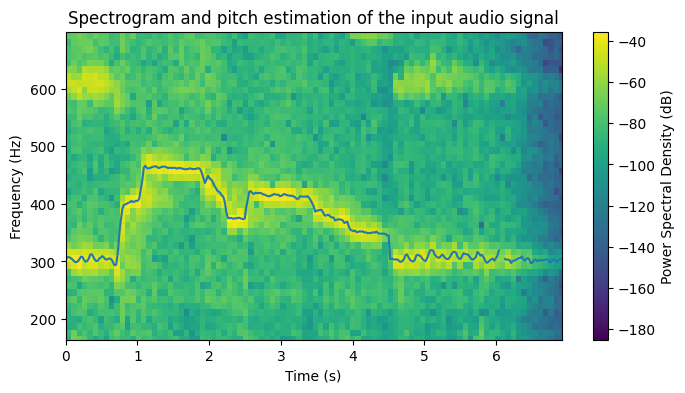 Spectrogram and pitch estimation of the input audio signal
Frequency (Hz)
600
500
400
300
200
0 1 2 3 4 5 6
Time (s)
−40
−60
−80
−100
−120
−140
−160
−180
Power Spectral Density (dB)